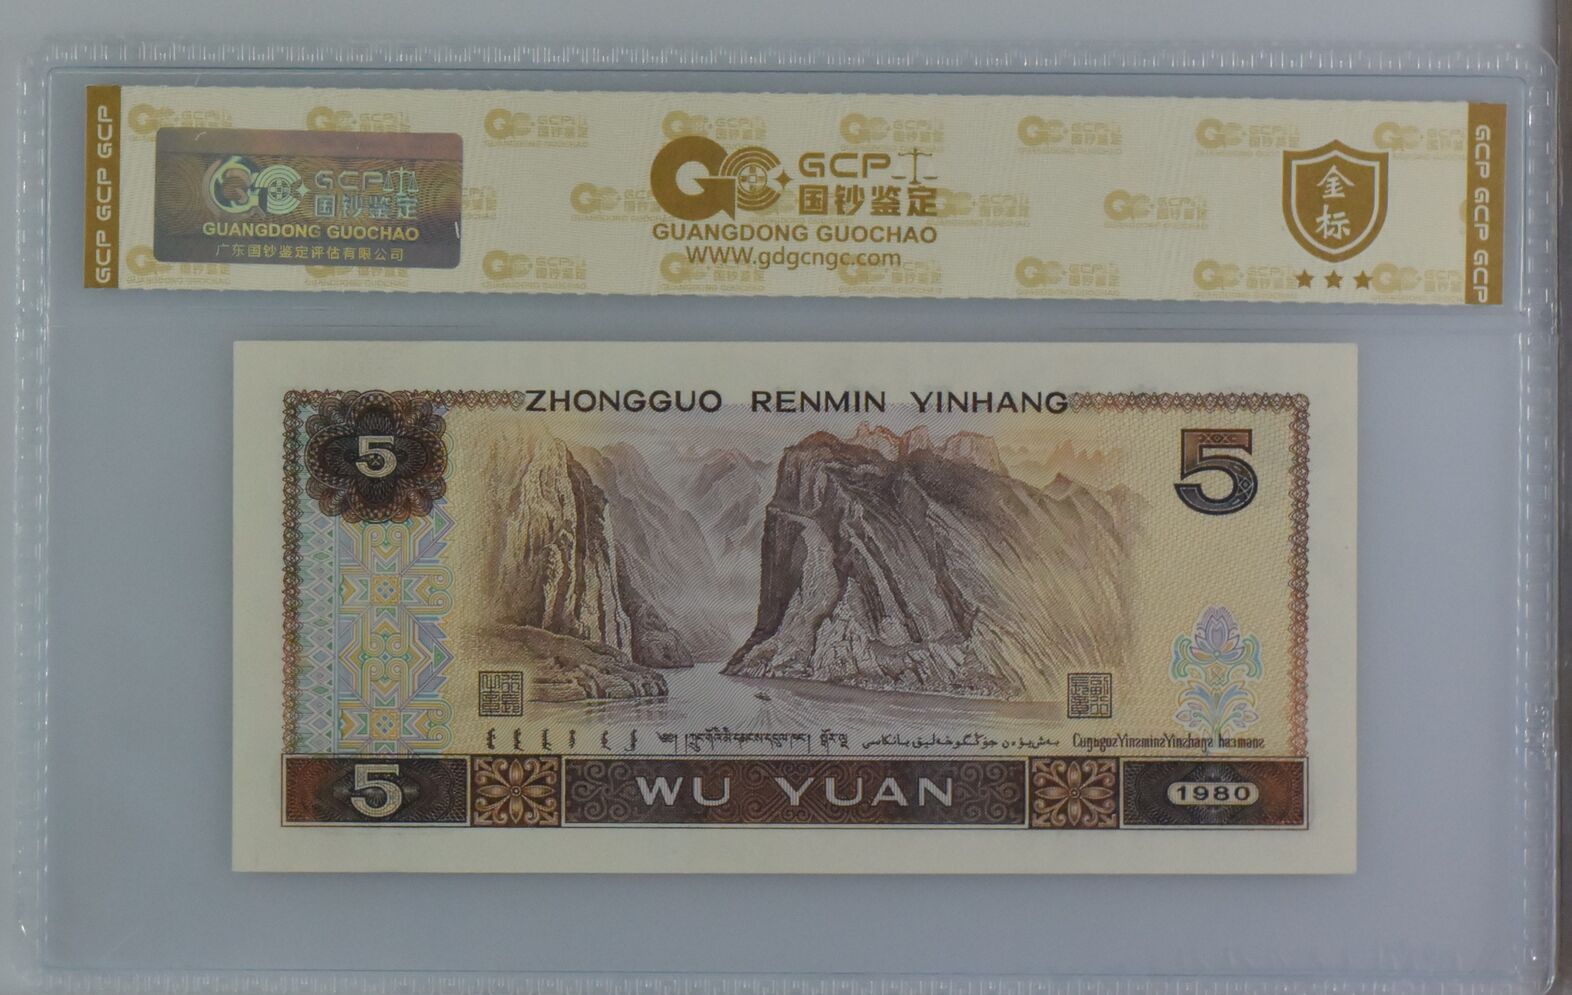 GCP GCP GCP
GCP
国钞鉴定
GUANGDONG GUOCHAO
广东国钞鉴定评估有限公司
GCP
国钞鉴定
GUANGDONG GUOCHAO
WWW.gdgcngc.com
金标
GCP GCP GCP
ZHONGGUO RENMIN YINHANG
5
5
5
WU YUAN
1980